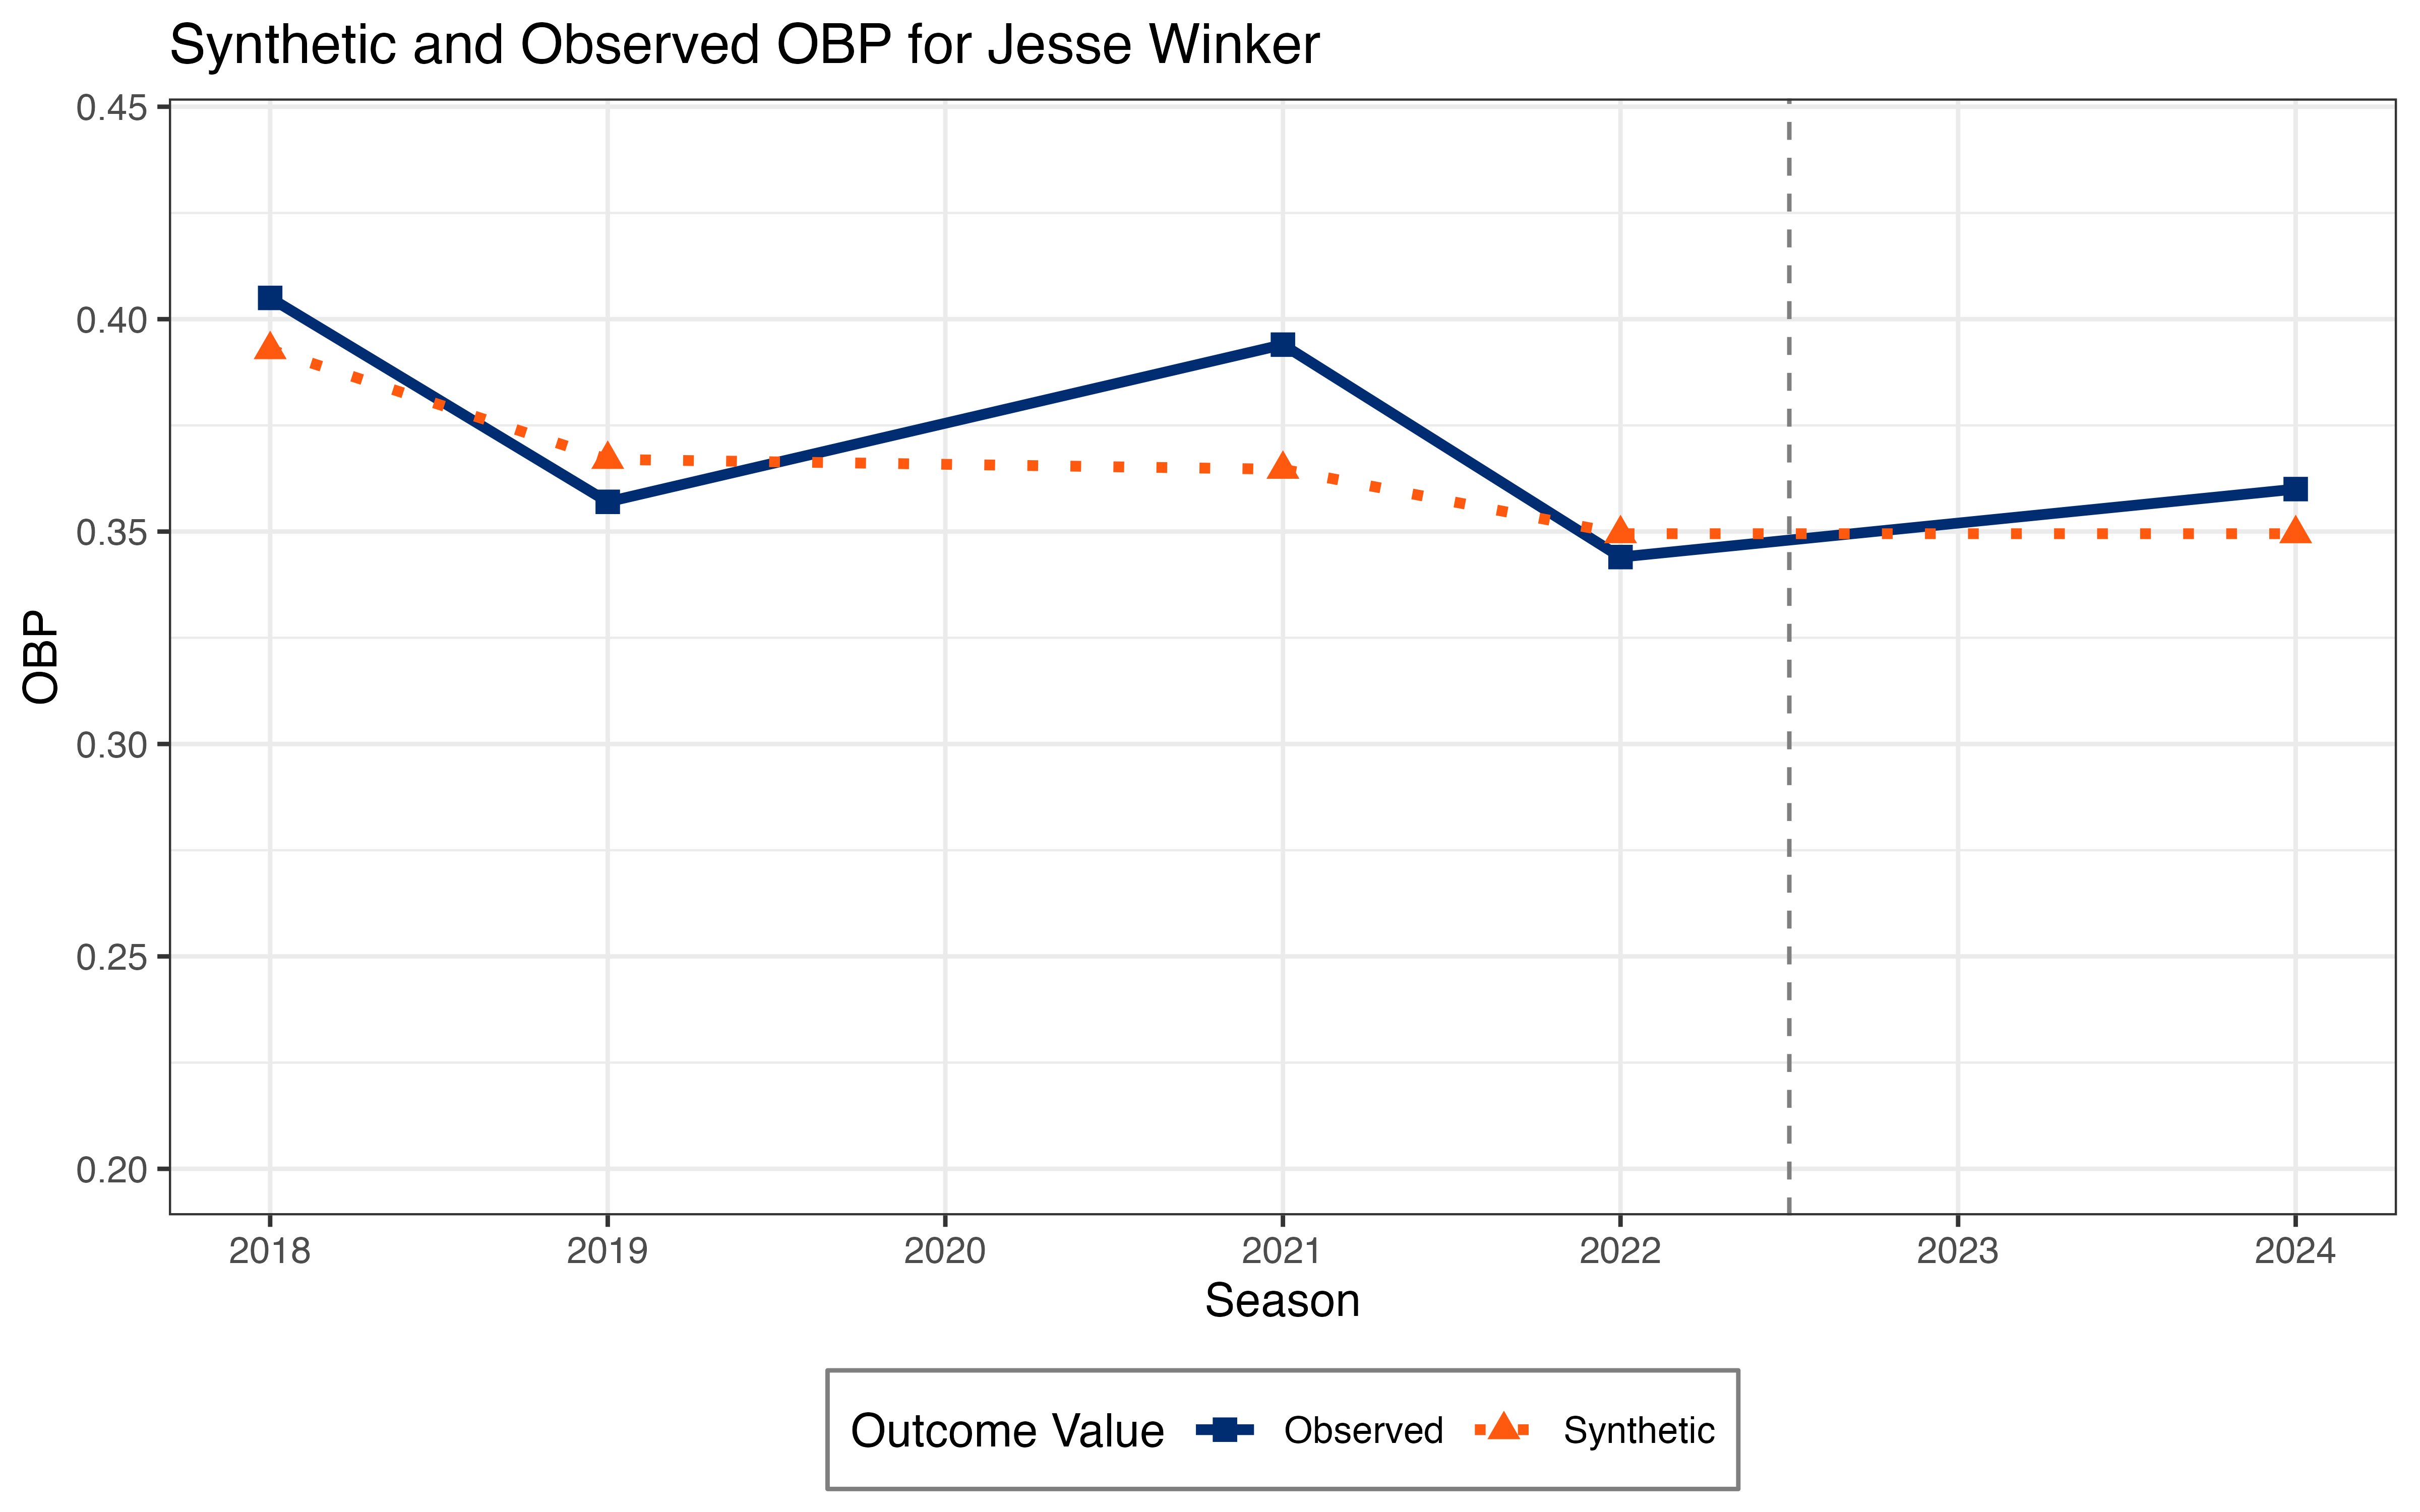 Synthetic and Observed OBP for Jesse Winker
0.45
0.40
0.35
0.30
0.25
0.20
OBP
2018 2019 2020 2021 2022 2023 2024
Season
Outcome Value Observed Synthetic